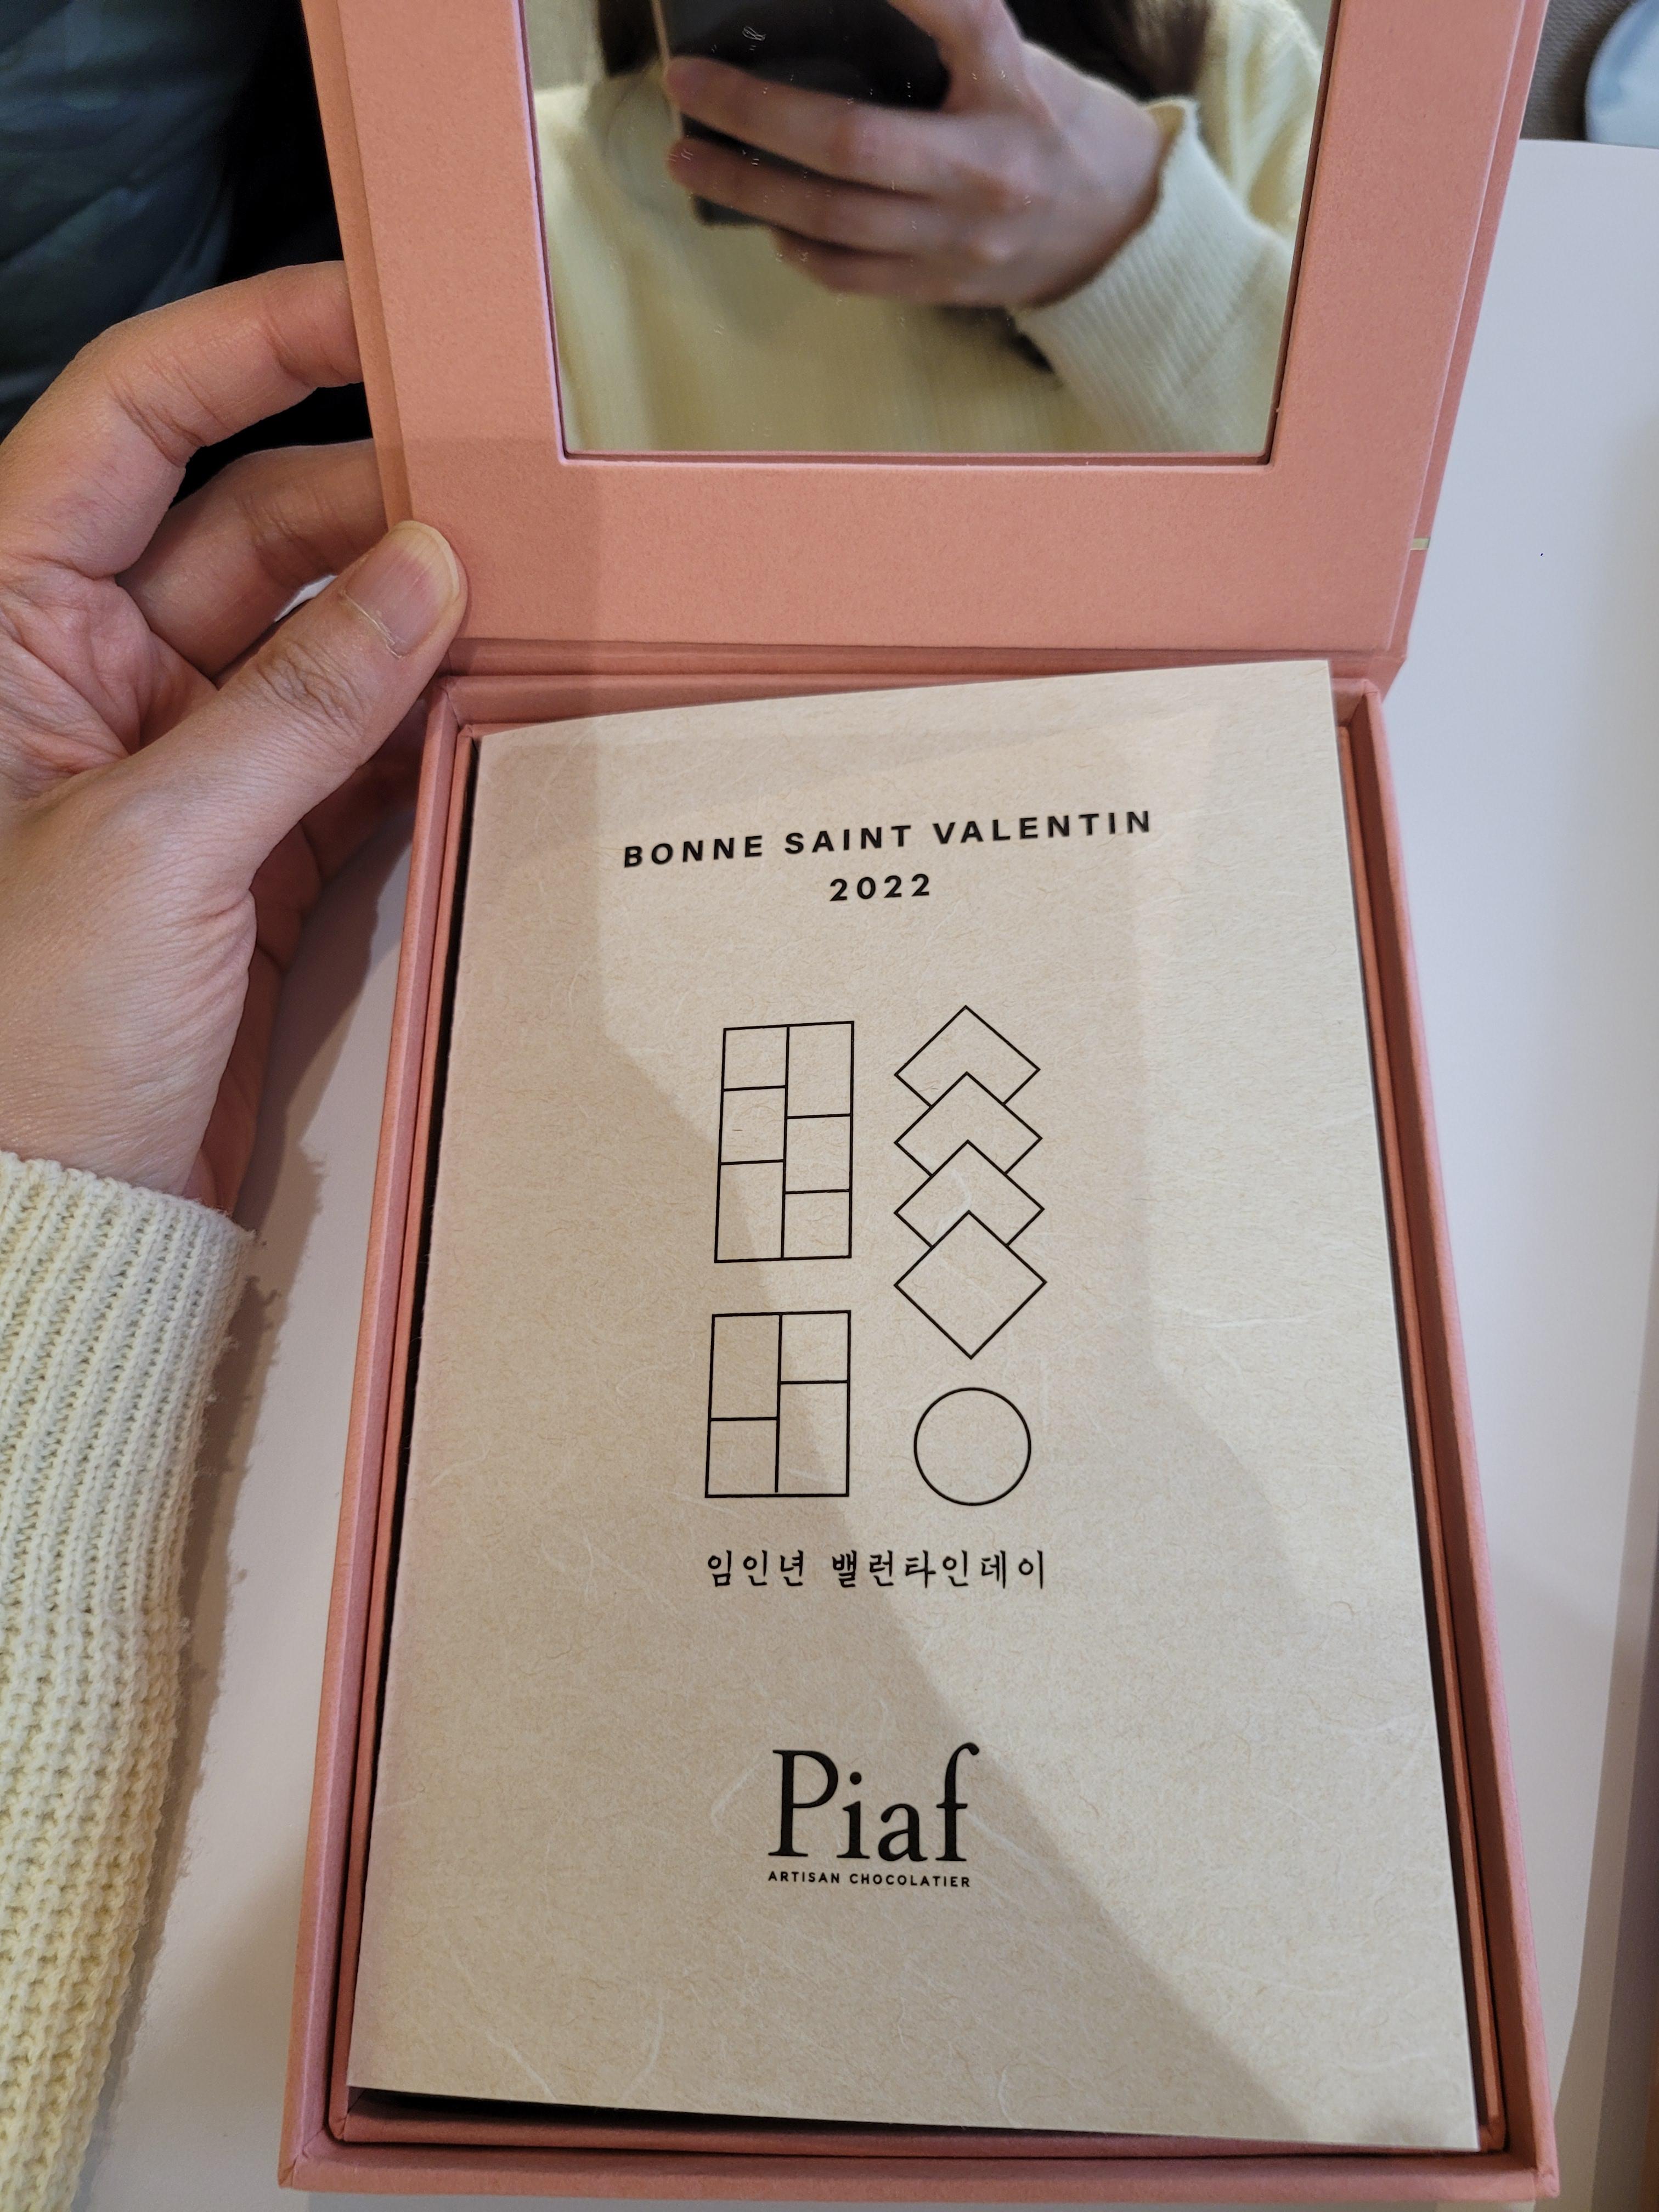 BONNE SAINT VALENTIN
2022
임인년 밸런타인데이
Piaf
ARTISAN CHOCOLATIER